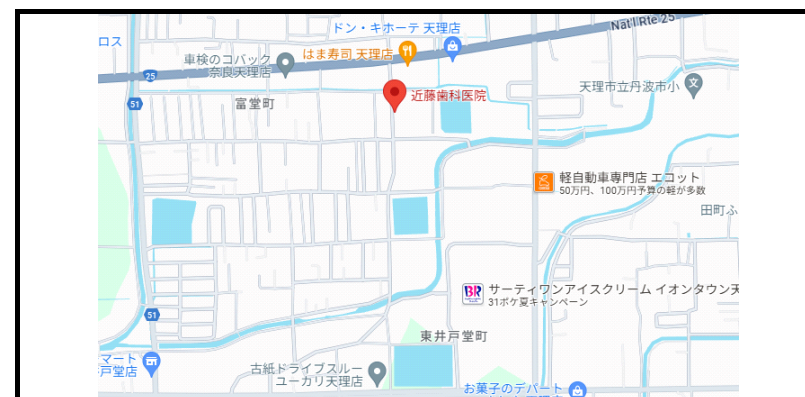 ドン・キホーテ 天理店
Nat'l Rte 25
ロス
はま寿司 天理店
車検のコバック
奈良天理店
25
近藤歯科医院
天理市立丹波市小
文
51
富堂町
軽自動車専門店 エコット
50万円、100万円予算の軽が多数
田町ふ
BR
サーティワンアイスクリーム イオンタウン天
31ポケ夏キャンペーン
51
東井戸堂町
マート
戸堂店
古紙ドライブスルー
ユーカリ天理店
お菓子のデパート